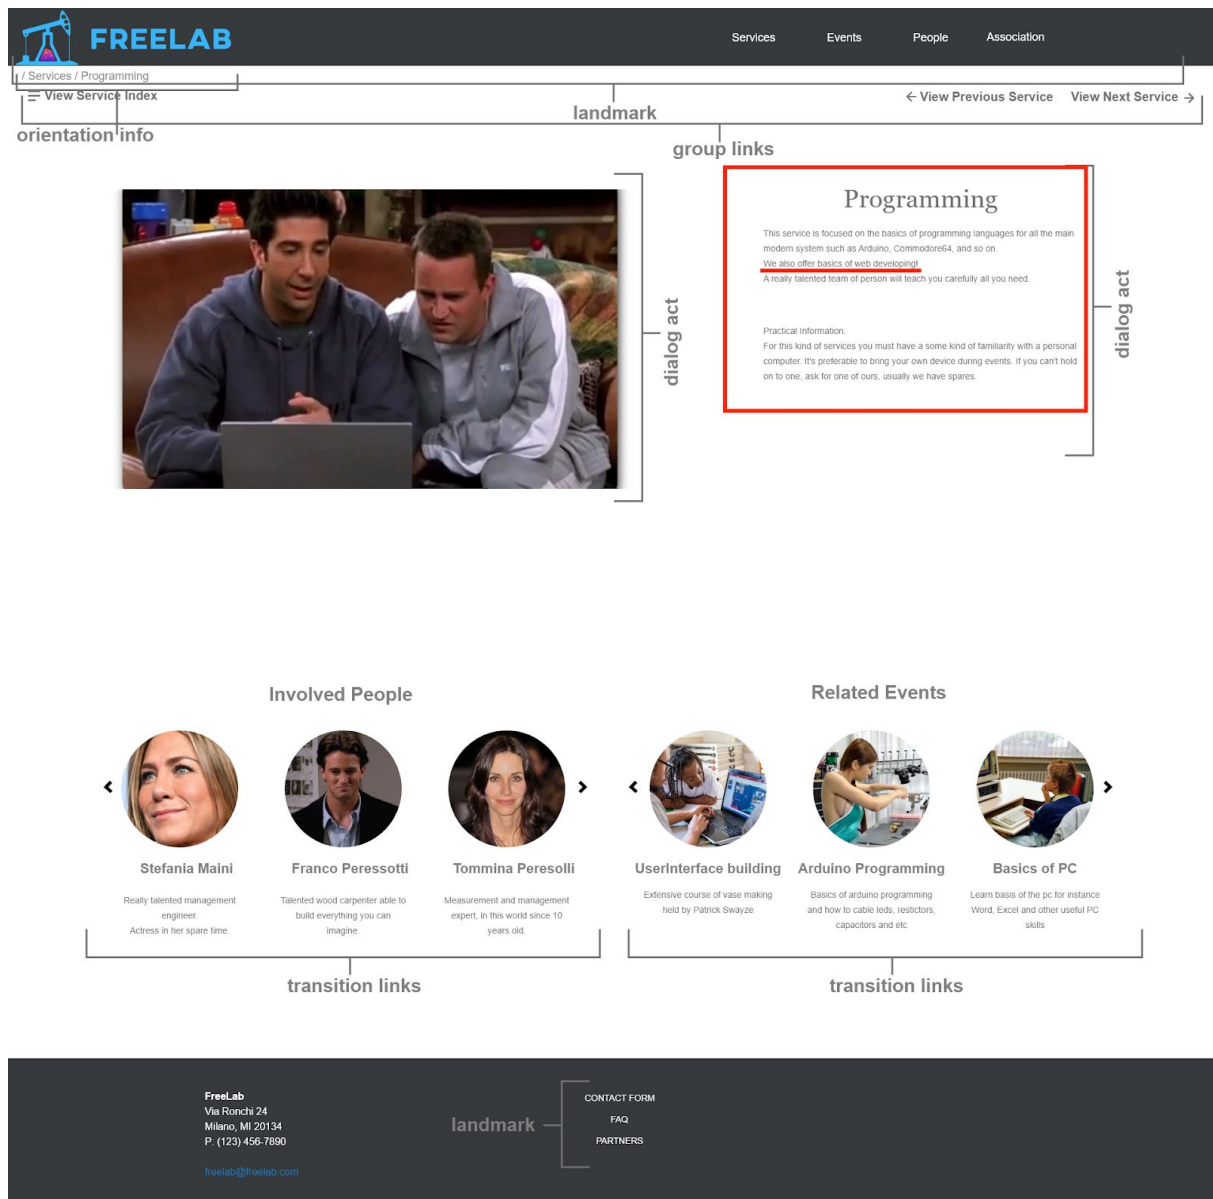 FREELAB
Services Events People Association
/ Services / Programming
View Service Index
← View Previous Service View Next Service →
landmark
orientation info
group links
Programming
This service is focused on the basics of programming languages for all the main
modern system such as Arduino, Commodore64, and so on.
We also offer basics of web developing!
A really talented team of person will teach you carefully all you need.
Practical Information:
For this kind of services you must have a some kind of familiarity with a personal
computer. It's preferable to bring your own device during events. If you can't hold
on to one, ask for one of ours, usually we have spares.
dialog act
dialog act
Involved People
Stefania Maini
Really talented management
engineer.
Actress in her spare time.
Franco Peressotti
Talented wood carpenter able to
build everything you can
imagine.
Tommina Peresolli
Measurement and management
expert, in this world since 10
years old.
transition links
Related Events
UserInterface building
Extensive course of vase making
held by Patrick Swayze
Arduino Programming
Basics of arduino programming
and how to cable leds, restictors,
capacitors and etc
Basics of PC
Learn basis of the pc for instance
Word, Excel and other useful PC
skills
transition links
FreeLab
Via Ronchi 24
Milano, MI 20134
P: (123) 456-7890
freelab@freelab.com
landmark
CONTACT FORM
FAQ
PARTNERS